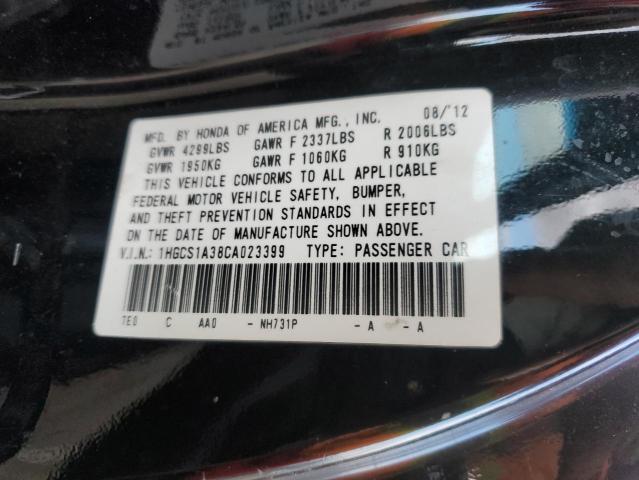 MFD. BY HONDA OF AMERICA MFG., INC. 08/'12
GVWR 4299LBS GAWR F 2337LBS R 2006LBS
GVWR 1950KG GAWR F 1060KG R 910KG
THIS VEHICLE CONFORMS TO ALL APPLICABLE
FEDERAL MOTOR VEHICLE SAFETY, BUMPER,
AND THEFT PREVENTION STANDARDS IN EFFECT
ON THE DATE OF MANUFACTURE SHOWN ABOVE.
V.I.N.: 1HGCS1A38CA023399 TYPE: PASSENGER CAR
TE0 C AA0 - NH731P - A - A